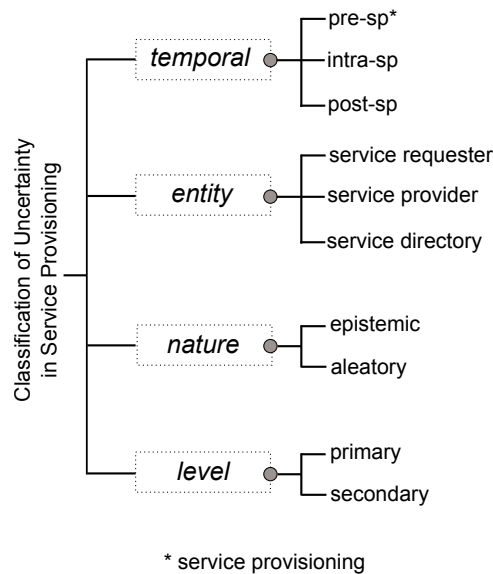 Classification of Uncertainty
in Service Provisioning
temporal
pre-sp*
intra-sp
post-sp
entity
service requester
service provider
service directory
nature
epistemic
aleatory
level
primary
secondary
* service provisioning